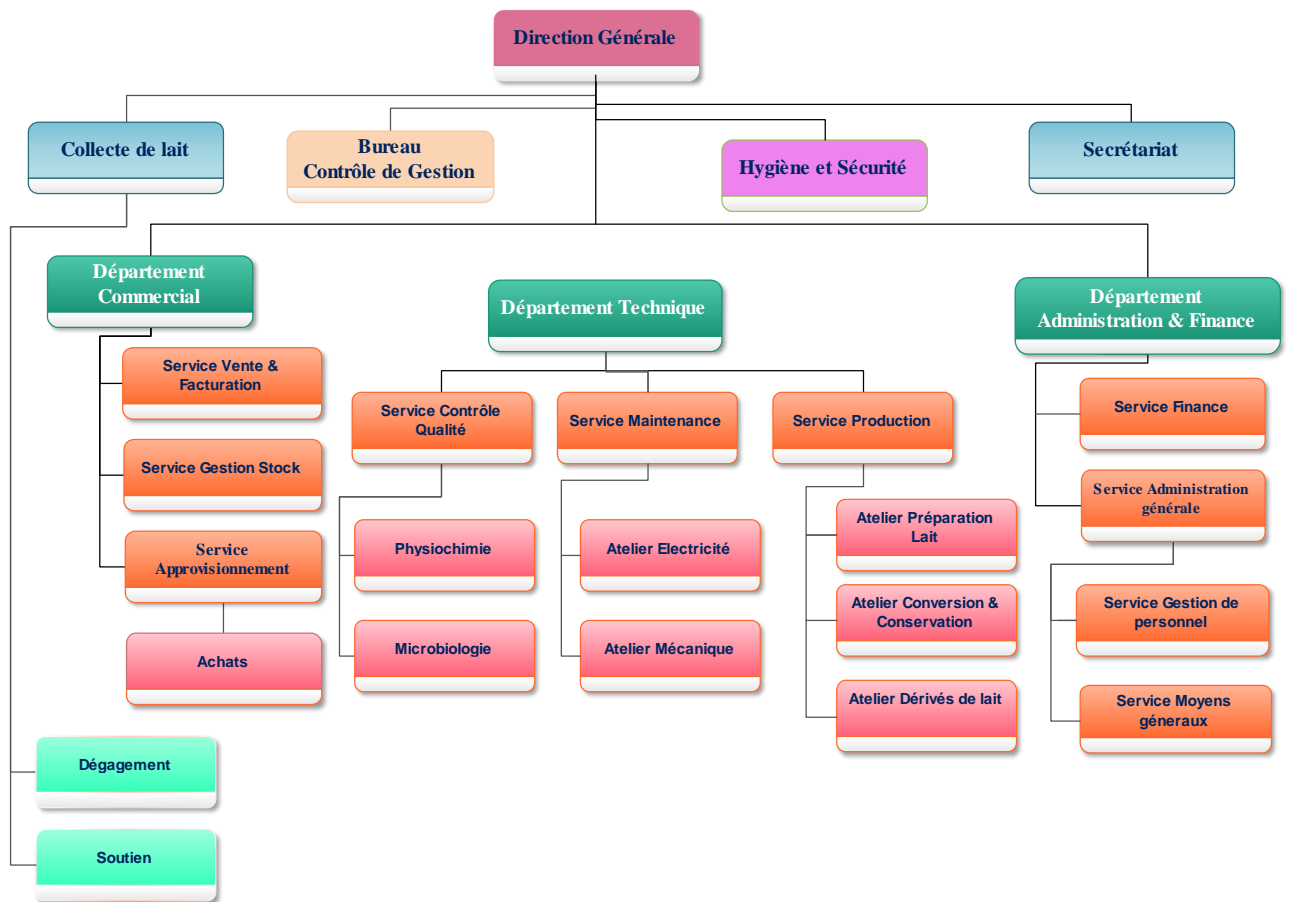 Direction Générale
Collecte de lait
Bureau
Contrôle de Gestion
Hygiène et Sécurité
Secrétariat
Département
Commercial
Département Technique
Département
Administration & Finance
Service Vente &
Facturation
Service Gestion Stock
Service
Approvisionnement
Achats
Service Contrôle
Qualité
Service Maintenance
Service Production
Physiochimie
Microbiologie
Atelier Electricité
Atelier Mécanique
Atelier Préparation
Lait
Atelier Conversion &
Conservation
Atelier Dérivés de lait
Service Finance
Service Administration
générale
Service Gestion de
personnel
Service Moyens
géneraux
Dégagement
Soutien